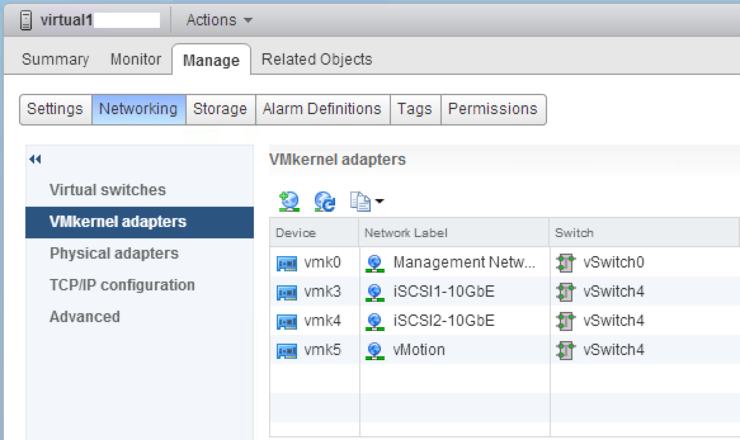 virtual1 Actions
Summary Monitor Manage Related Objects
Settings Networking Storage Alarm Definitions Tags Permissions
VMkernel adapters
Virtual switches
VMkernel adapters
Physical adapters
TCP/IP configuration
Advanced
Device Network Label Switch
vmk0 Management Netw... vSwitch0
vmk3 iSCSI1-10GbE vSwitch4
vmk4 iSCSI2-10GbE vSwitch4
vmk5 vMotion vSwitch4